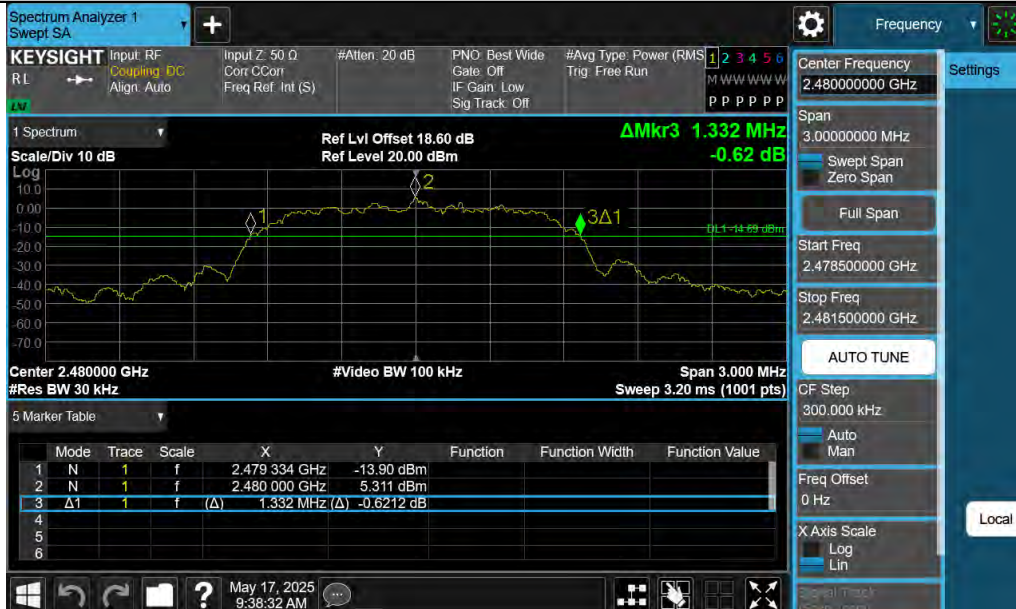 Spectrum Analyzer 1
Swept SA
+
Frequency
KEYSIGHT
RL
LNI
Input: RF
Coupling: DC
Align: Auto
Input Z: 50 Ω
Corr CCorr
Freq Ref: Int (S)
#Atten: 20 dB
PNO: Best Wide
Gate: Off
IF Gain: Low
Sig Track: Off
#Avg Type: Power (RMS
Trig: Free Run
1 2 3 4 5 6
M W W W W W
P P P P P P
1 Spectrum
Scale/Div 10 dB
Ref Lvl Offset 18.60 dB
Ref Level 20.00 dBm
ΔMkr3 1.332 MHz
-0.62 dB
Log
10.0
0.00
-10.0
-20.0
-30.0
-40.0
-50.0
-60.0
-70.0
1
2
3Δ1
DL1 -14.69 dBm
Center 2.480000 GHz
#Res BW 30 kHz
#Video BW 100 kHz
Span 3.000 MHz
Sweep 3.20 ms (1001 pts)
5 Marker Table
Mode Trace Scale X Y Function Function Width Function Value
1 N 1 f 2.479 334 GHz -13.90 dBm
2 N 1 f 2.480 000 GHz 5.311 dBm
3 Δ1 1 f (Δ) 1.332 MHz (Δ) -0.6212 dB
4
5
6
?
May 17, 2025
9:38:32 AM
Center Frequency
2.480000000 GHz
Span
3.00000000 MHz
Swept Span
Zero Span
Full Span
Start Freq
2.478500000 GHz
Stop Freq
2.481500000 GHz
AUTO TUNE
CF Step
300.000 kHz
Auto
Man
Freq Offset
0 Hz
X Axis Scale
Log
Lin
Signal Track
Settings
Local